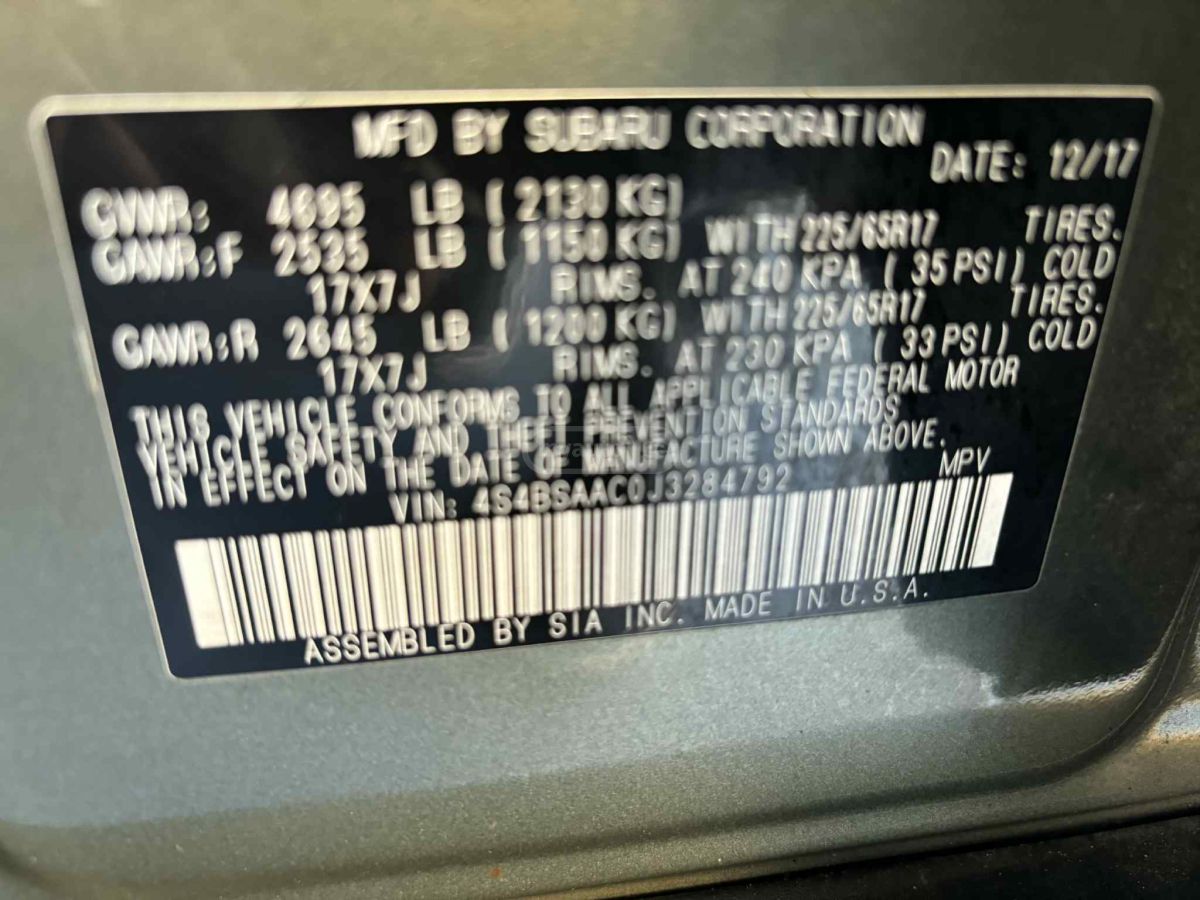 MFD BY SUBARU CORPORATION
DATE: 12/17
GVWR: 4695 LB ( 2130 KG)
GAWR:F 2535 LB ( 1150 KG) WITH 225/65R17 TIRES.
17X7J RIMS. AT 240 KPA ( 35 PSI) COLD
GAWR:R 2645 LB ( 1200 KG) WITH 225/65R17 TIRES.
17X7J RIMS. AT 230 KPA ( 33 PSI) COLD
THIS VEHICLE CONFORMS TO ALL APPLICABLE FEDERAL MOTOR
VEHICLE SAFETY AND THEFT PREVENTION STANDARDS
IN EFFECT ON THE DATE OF MANUFACTURE SHOWN ABOVE.
VIN: 4S4BSAAC0J3284792 MPV
ASSEMBLED BY SIA INC. MADE IN U.S.A.